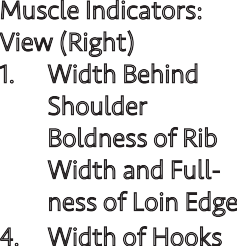 Muscle Indicators:
View (Right)
1. Width Behind
Shoulder
Boldness of Rib
Width and Full-
ness of Loin Edge
4. Width of Hooks